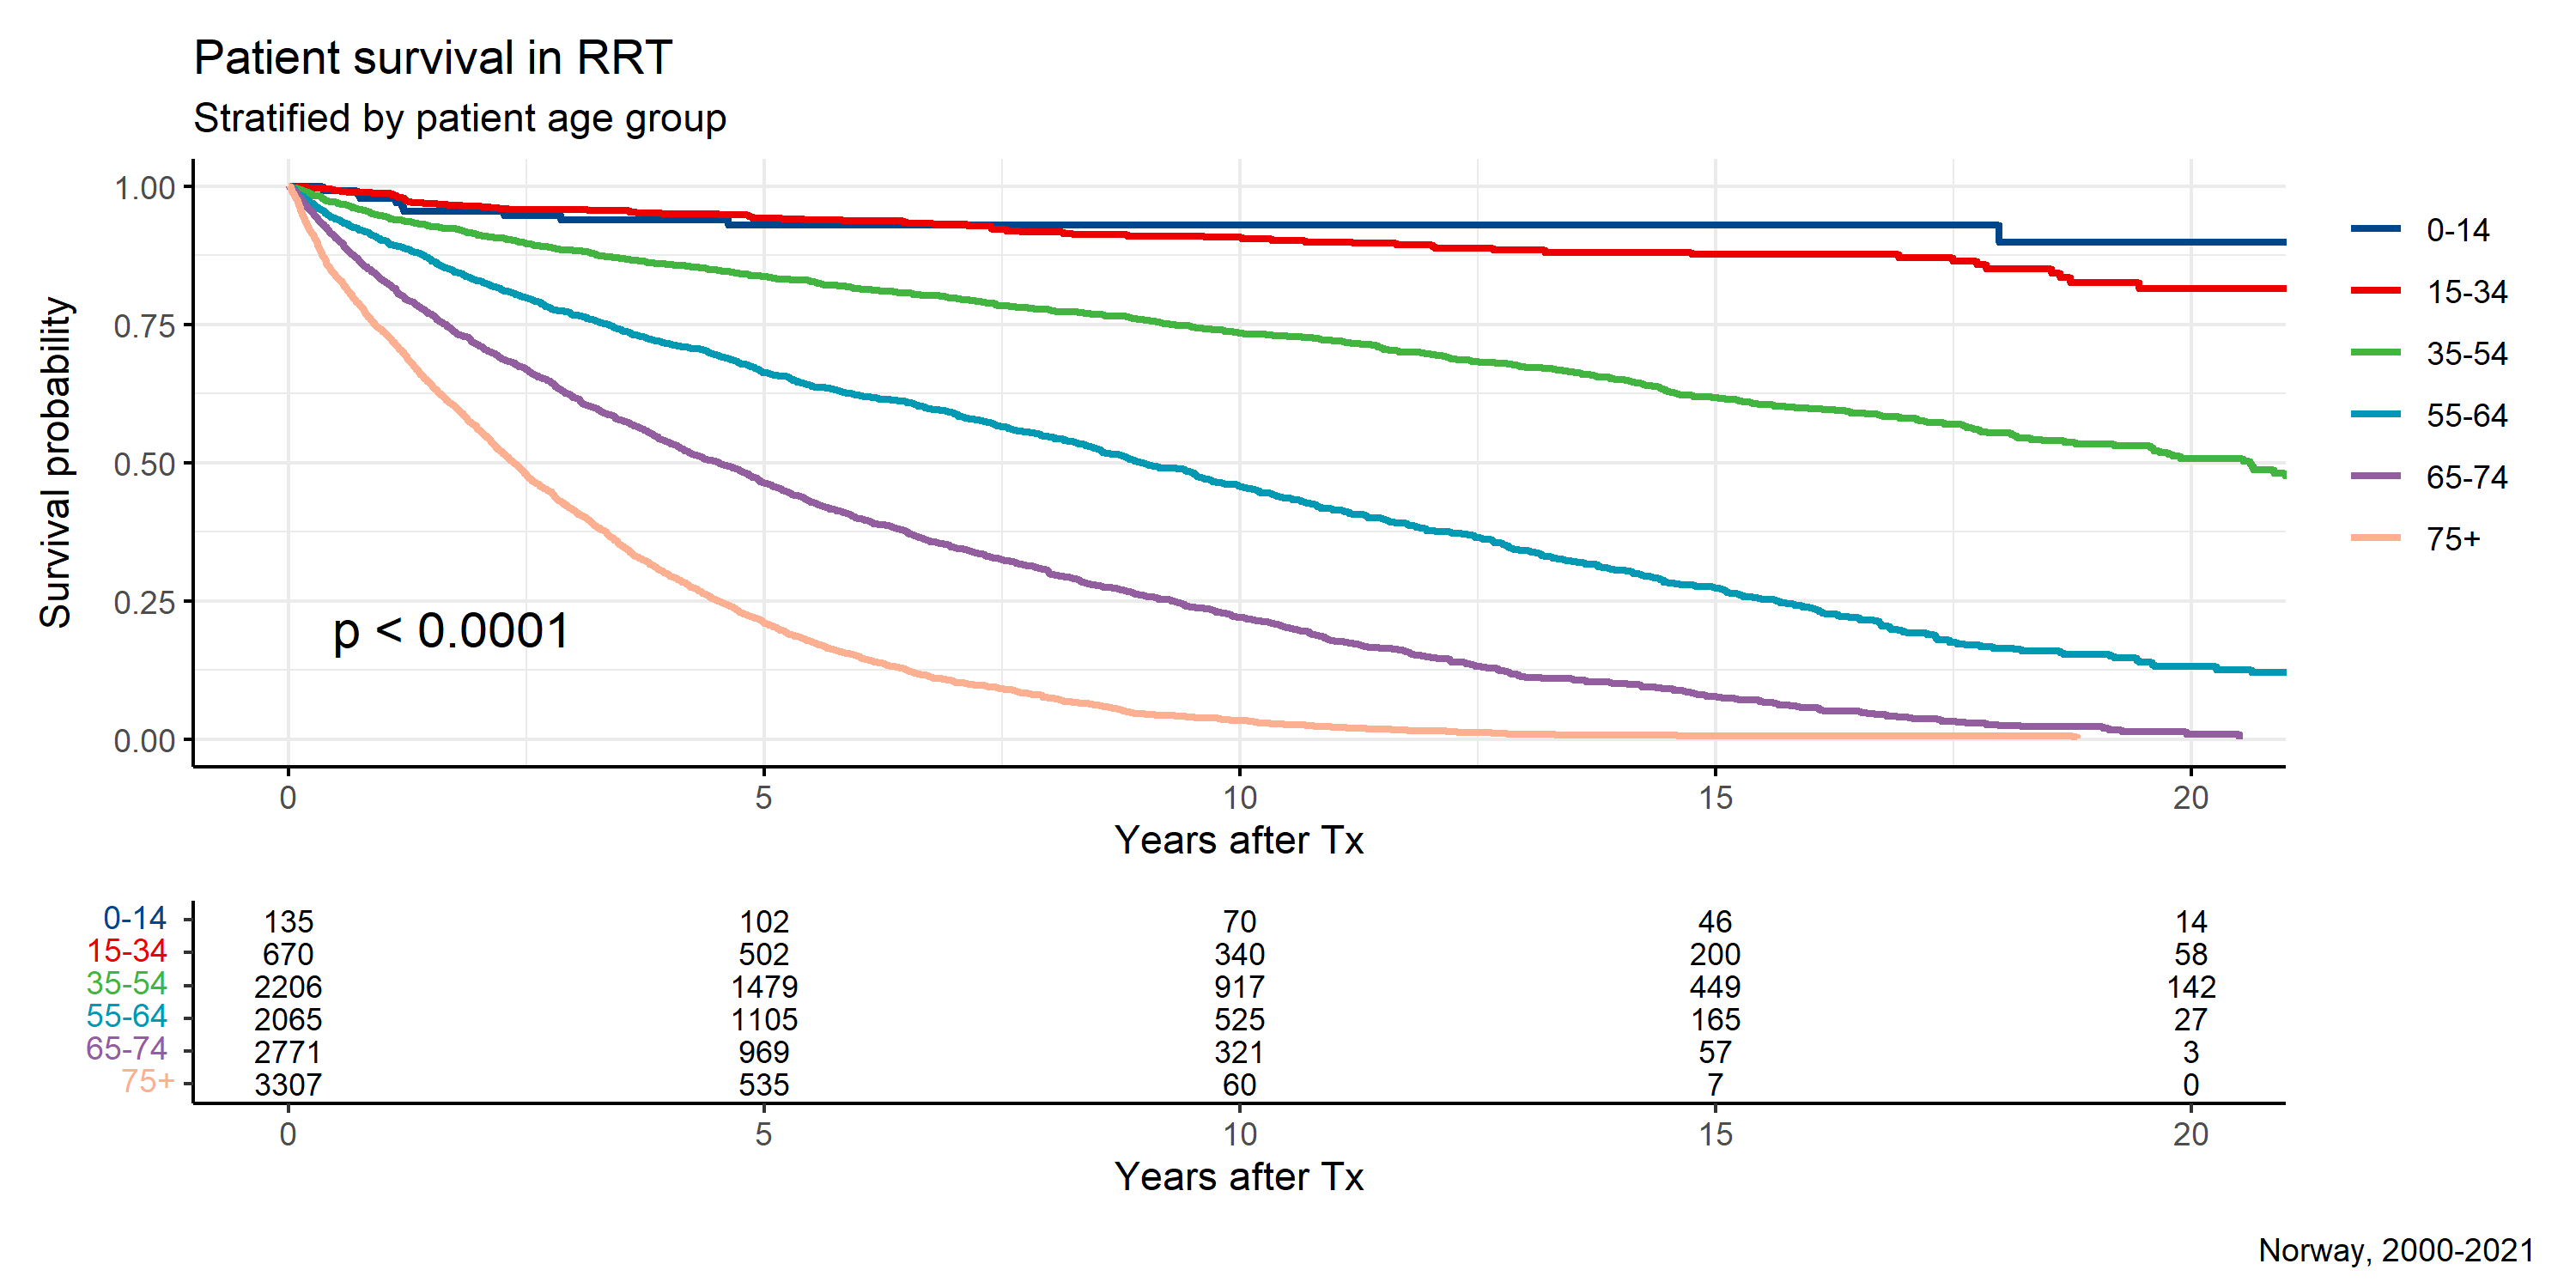 Patient survival in RRT
Stratified by patient age group
Survival probability
1.00
0.75
0.50
0.25
0.00
p < 0.0001
0 5 10 15 20
Years after Tx
0-14
15-34
35-54
55-64
65-74
75+
0-14 135 102 70 46 14
15-34 670 502 340 200 58
35-54 2206 1479 917 449 142
55-64 2065 1105 525 165 27
65-74 2771 969 321 57 3
75+ 3307 535 60 7 0
0 5 10 15 20
Years after Tx
Norway, 2000-2021